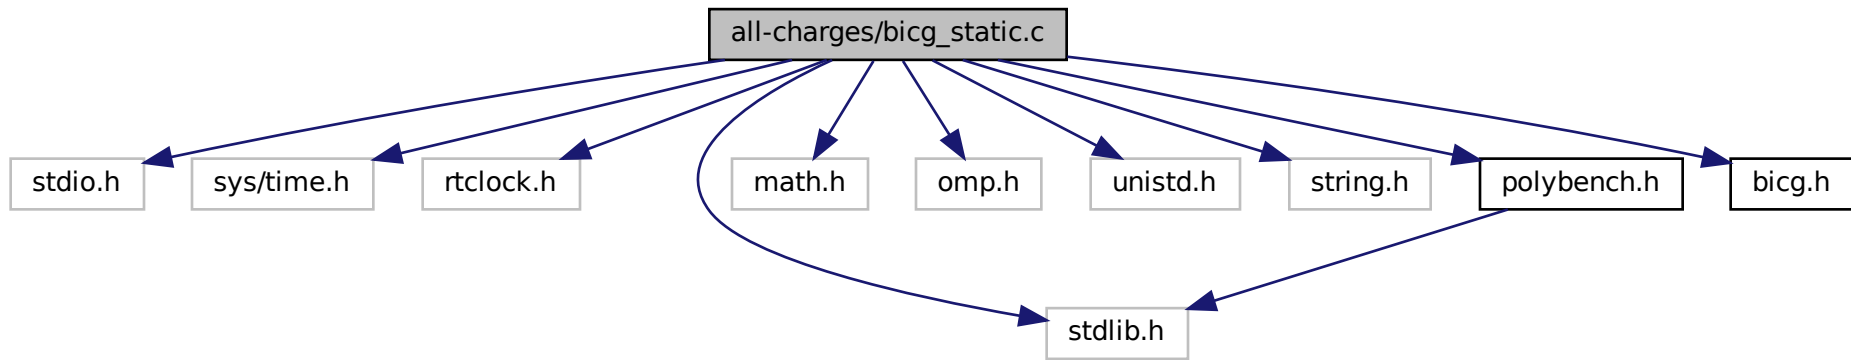 all-charges/bicg_static.c
stdio.h
sys/time.h
rtclock.h
math.h
omp.h
unistd.h
string.h
polybench.h
bicg.h
stdlib.h